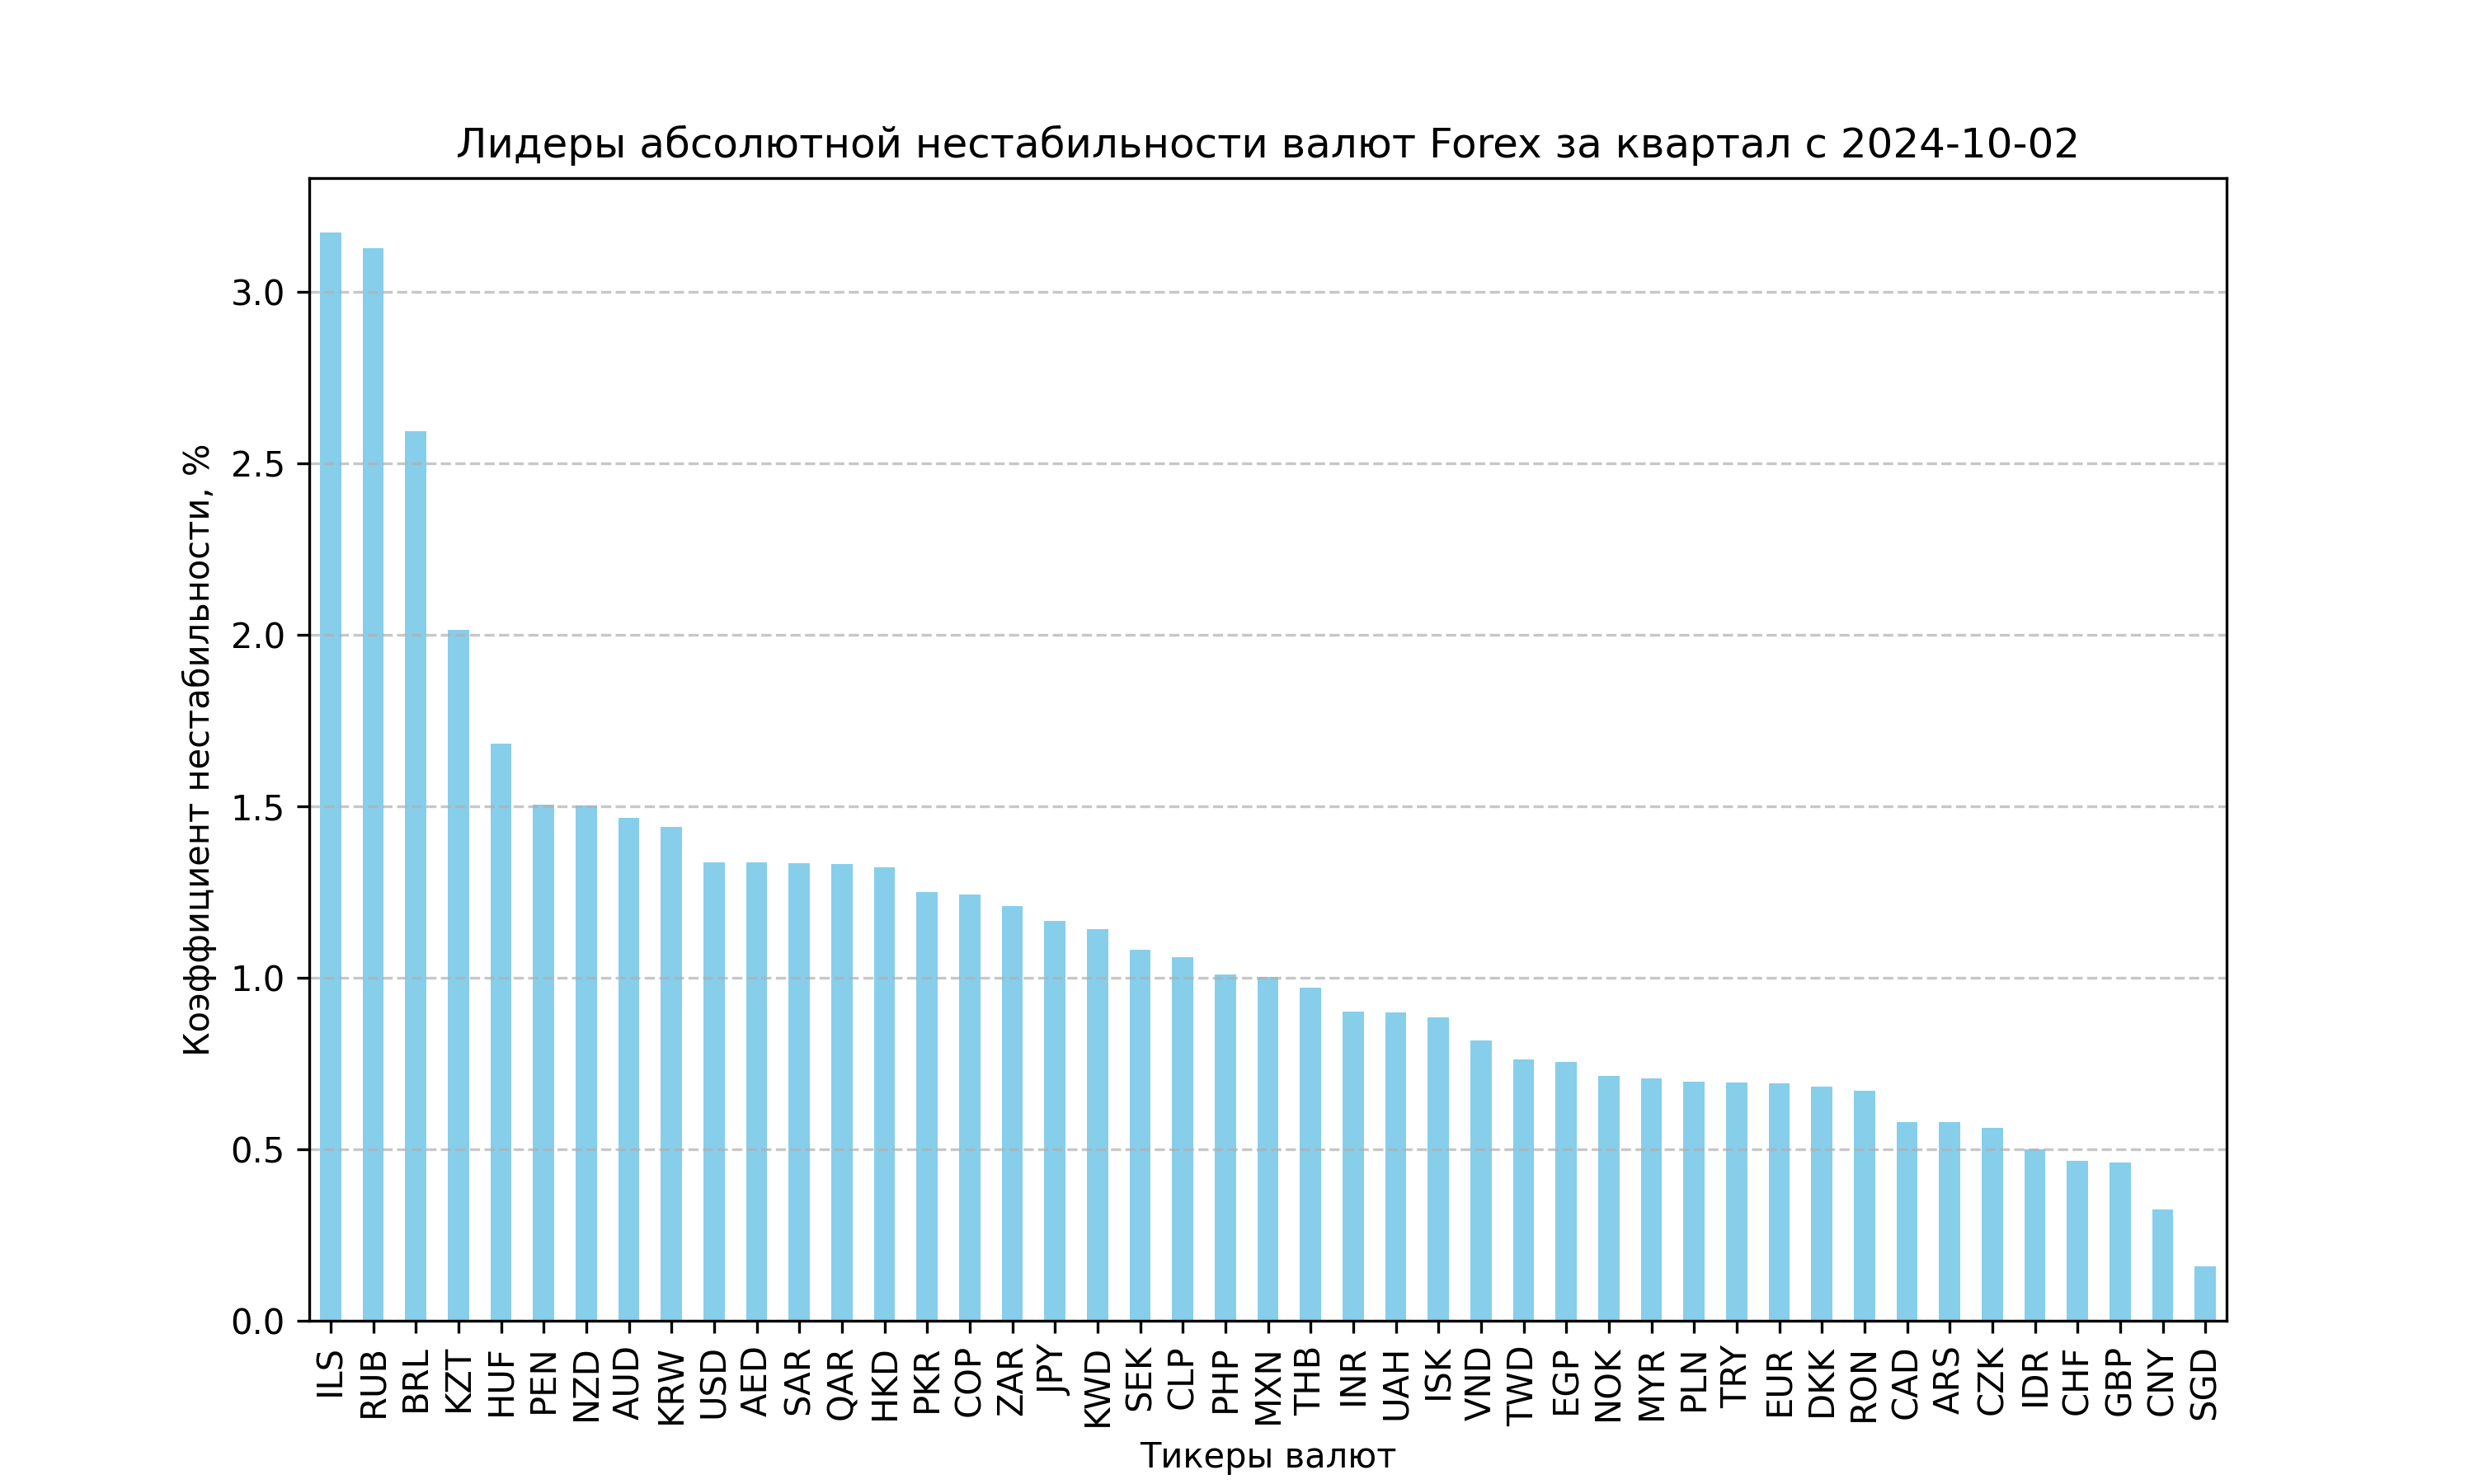 Лидеры абсолютной нестабильности валют Forex за квартал с 2024-10-02
Коэффициент нестабильности, %
3.0
2.5
2.0
1.5
1.0
0.5
0.0
ILS RUB BRL KZT HUF PEN NZD AUD KRW USD AED SAR QAR HKD PKR COP ZAR JPY KWD SEK CLP PHP MXN THB INR UAH ISK VND TWD EGP NOK MYR PLN TRY EUR DKK RON CAD ARS CZK IDR CHF GBP CNY SGD
Тикеры валют